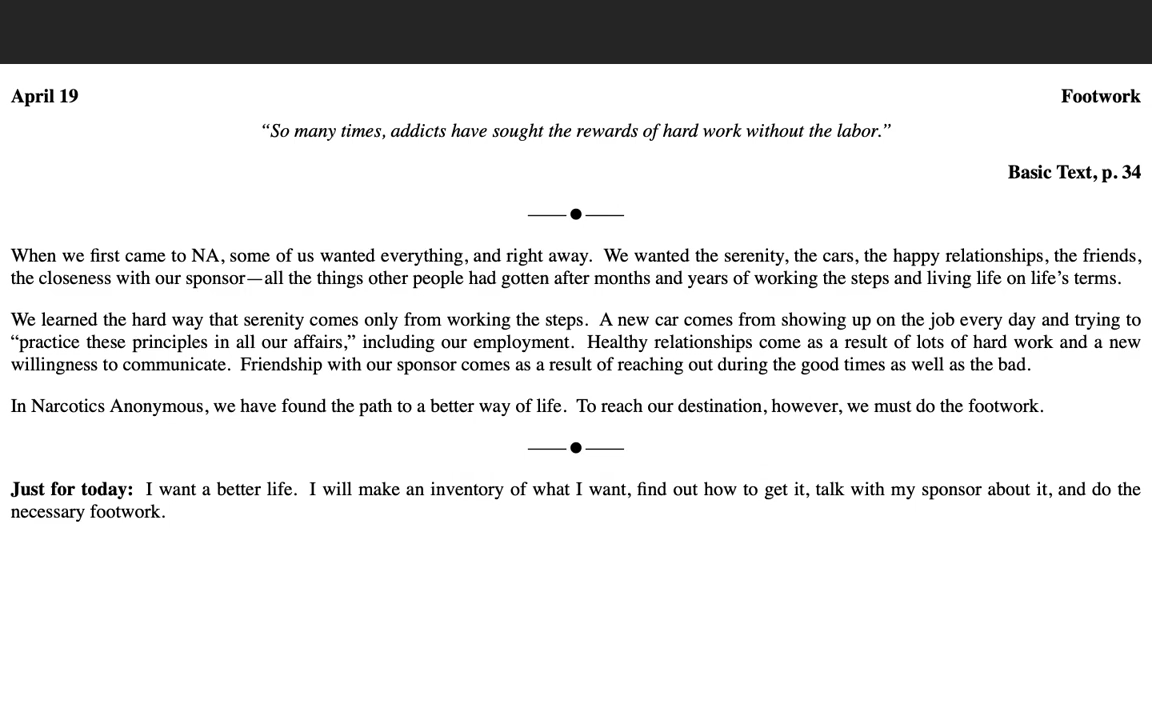 April 19
Footwork
“So many times, addicts have sought the rewards of hard work without the labor.”
Basic Text, p. 34
When we first came to NA, some of us wanted everything, and right away. We wanted the serenity, the cars, the happy relationships, the friends,
the closeness with our sponsor—all the things other people had gotten after months and years of working the steps and living life on life’s terms.
We learned the hard way that serenity comes only from working the steps. A new car comes from showing up on the job every day and trying to
“practice these principles in all our affairs,” including our employment. Healthy relationships come as a result of lots of hard work and a new
willingness to communicate. Friendship with our sponsor comes as a result of reaching out during the good times as well as the bad.
In Narcotics Anonymous, we have found the path to a better way of life. To reach our destination, however, we must do the footwork.
Just for today: I want a better life. I will make an inventory of what I want, find out how to get it, talk with my sponsor about it, and do the
necessary footwork.